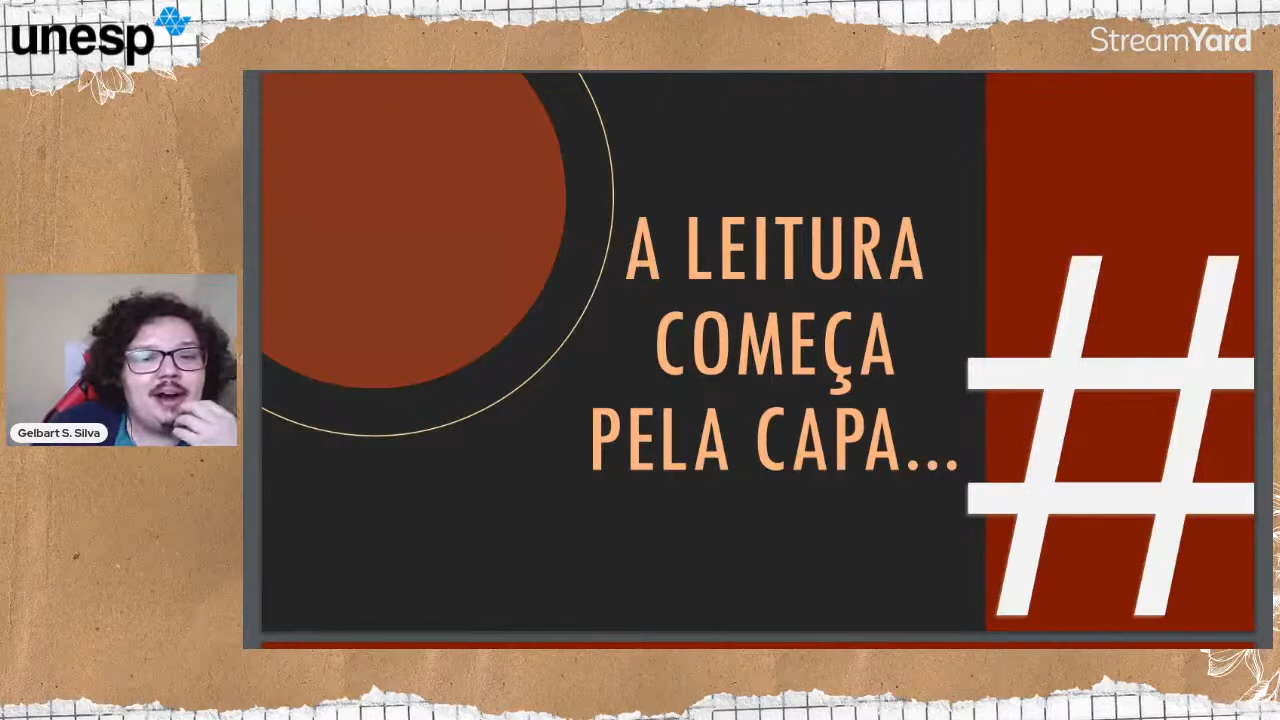 unesp
StreamYard
A LEITURA
COMEÇA
PELA CAPA...
#
Gelbart S. Silva